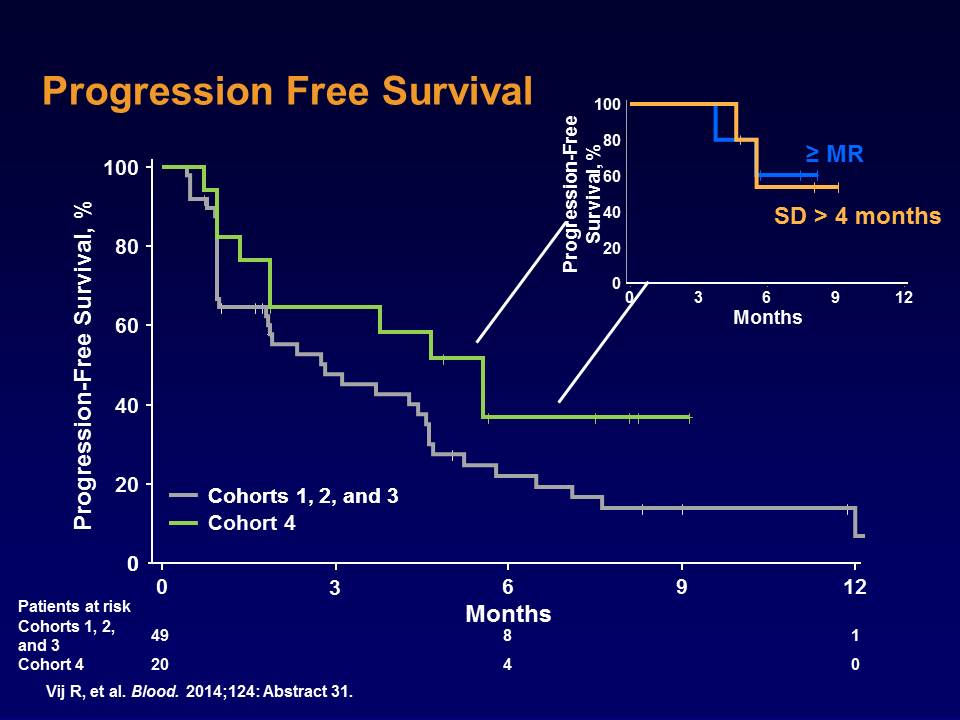 Progression Free Survival
Progression-Free
Survival, %
100
80
60
40
20
0
0 3 6 9 12
Months
≥ MR
SD > 4 months
Progression-Free Survival, %
100
80
60
40
20
0
Cohorts 1, 2, and 3
Cohort 4
0 3 6 9 12
Months
Patients at risk
Cohorts 1, 2,
and 3 49 8 1
Cohort 4 20 4 0
Vij R, et al. Blood. 2014;124: Abstract 31.